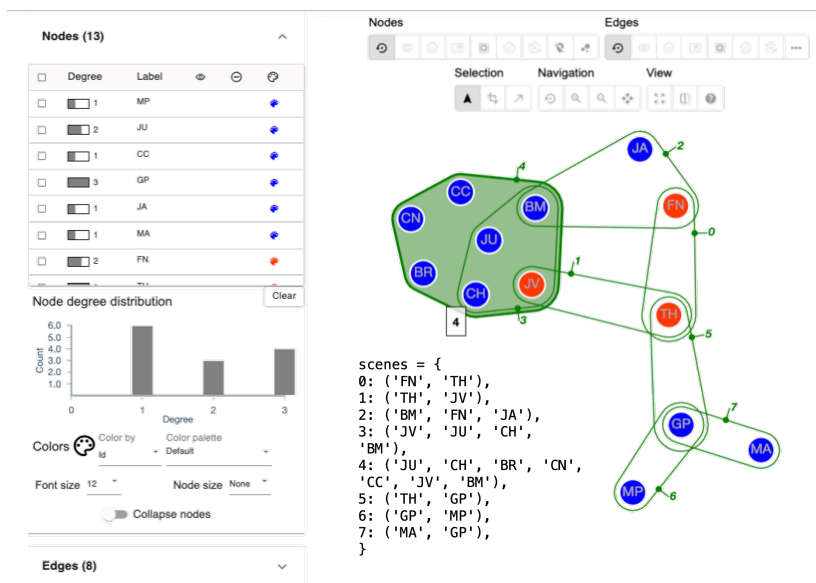 Nodes (13)
Degree Label
1 MP
2 JU
1 CC
3 GP
1 JA
1 MA
2 FN
Node degree distribution
Clear
6.0
5.0
4.0
3.0
2.0
1.0
Count
0 1 2 3
Degree
Colors
Color by
Id
Color palette
Default
Font size 12
Node size None
Collapse nodes
Edges (8)
Nodes
Edges
Selection Navigation View
JA
2
4
CC
BM
FN
CN
0
JU
1
BR
JV
CH
TH
4
3
5
7
GP
MA
MP
6
scenes = {
0: ('FN', 'TH'),
1: ('TH', 'JV'),
2: ('BM', 'FN', 'JA'),
3: ('JV', 'JU', 'CH',
'BM'),
4: ('JU', 'CH', 'BR', 'CN',
'CC', 'JV', 'BM'),
5: ('TH', 'GP'),
6: ('GP', 'MP'),
7: ('MA', 'GP'),
}